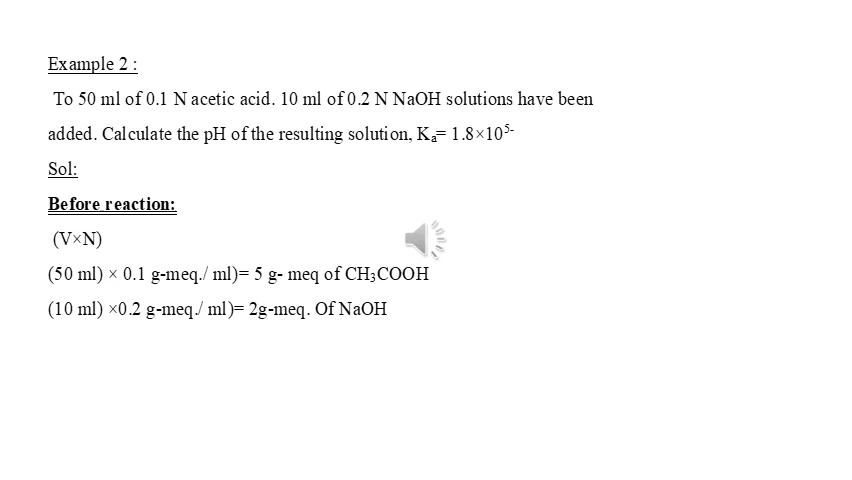 Example 2 :
To 50 ml of 0.1 N acetic acid. 10 ml of 0.2 N NaOH solutions have been
added. Calculate the pH of the resulting solution, Kₐ= 1.8×10⁵⁻
Sol:
Before reaction:
(V×N)
(50 ml) × 0.1 g-meq./ ml)= 5 g- meq of CH₃COOH
(10 ml) ×0.2 g-meq./ ml)= 2g-meq. Of NaOH